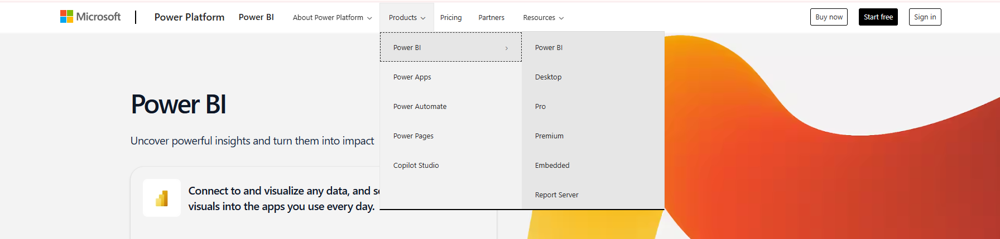 Microsoft
Power Platform
Power BI
About Power Platform
Products
Pricing
Partners
Resources
Buy now
Start free
Sign in
Power BI
Power Apps
Power Automate
Power Pages
Copilot Studio
Power BI
Desktop
Pro
Premium
Embedded
Report Server
Power BI
Uncover powerful insights and turn them into impact
Connect to and visualize any data, and
visuals into the apps you use every day.